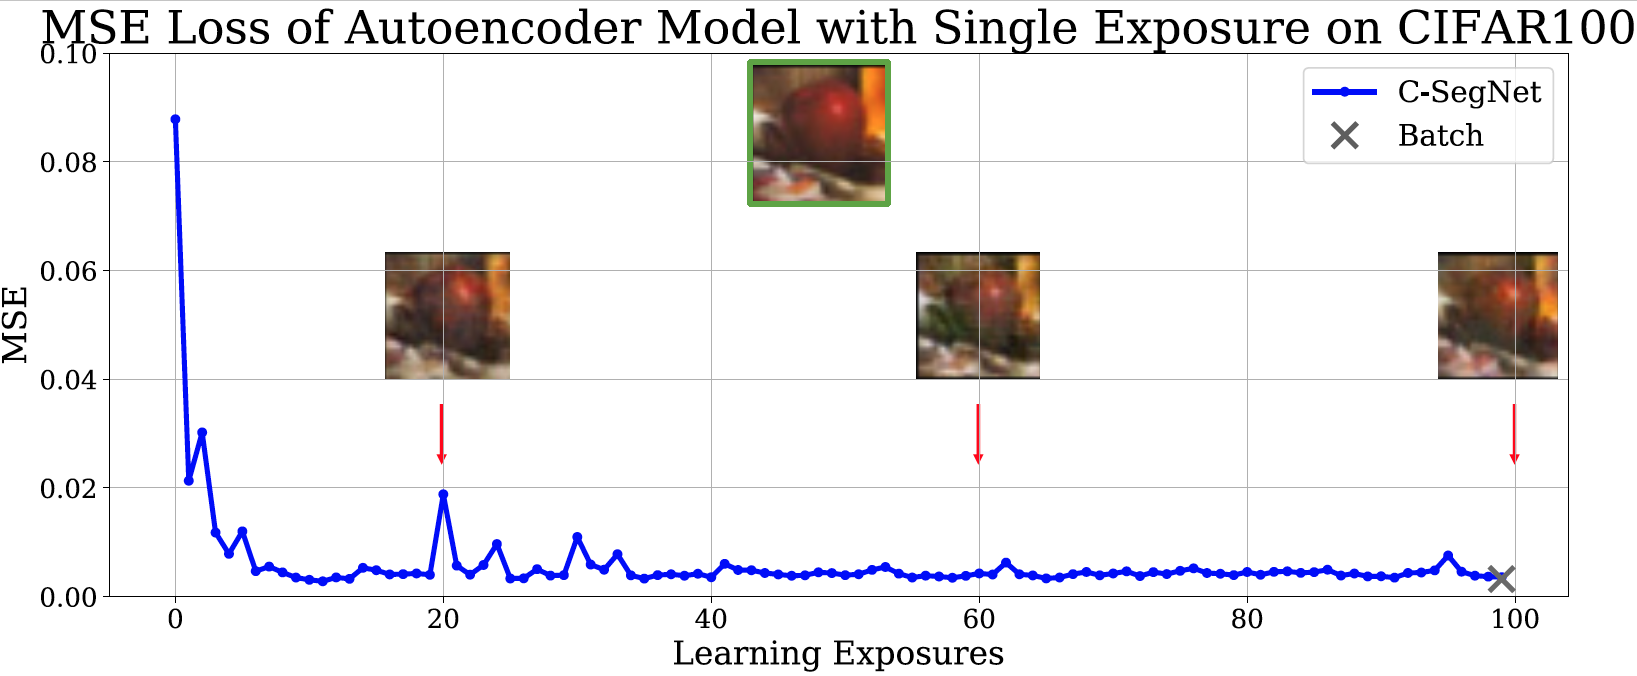 MSE Loss of Autoencoder Model with Single Exposure on CIFAR100
0.10
0.08
0.06
0.04
0.02
0.00
MSE
C-SegNet
Batch
0 20 40 60 80 100
Learning Exposures